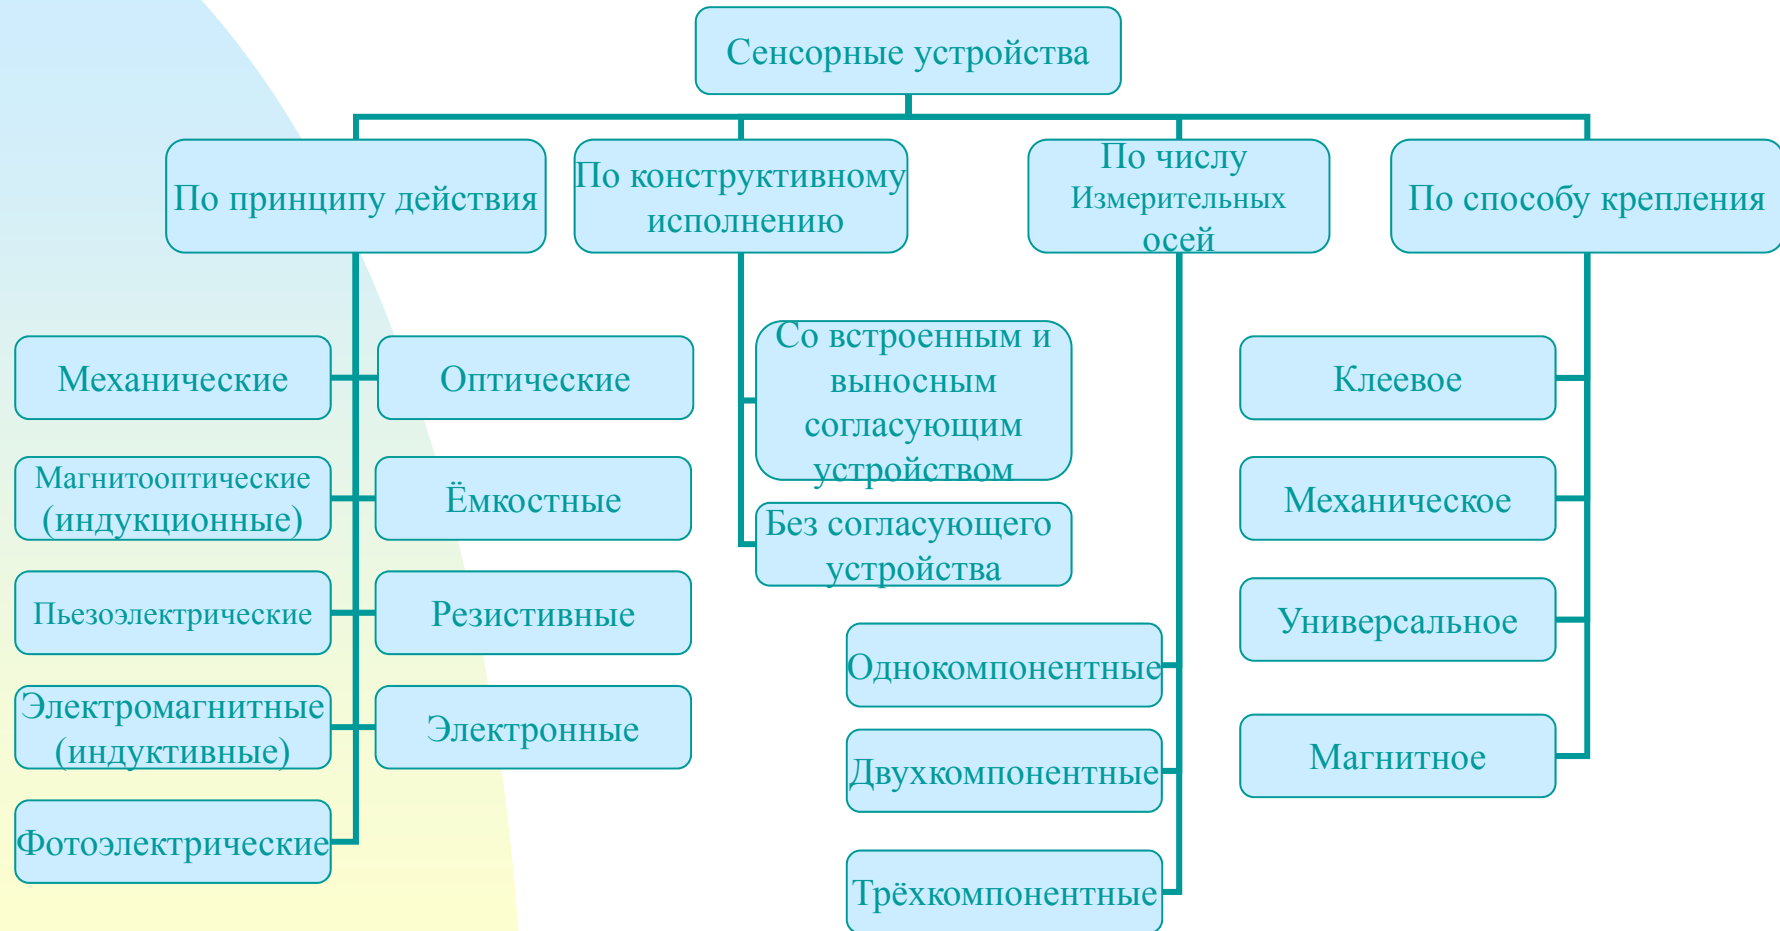 Сенсорные устройства
По принципу действия
По конструктивному
исполнению
По числу
Измерительных
осей
По способу крепления
Механические
Оптические
Магнитооптические
(индукционные)
Ёмкостные
Пьезоэлектрические
Резистивные
Электромагнитные
(индуктивные)
Электронные
Фотоэлектрические
Со встроенным и
выносным
согласующим
устройством
Без согласующего
устройства
Однокомпонентные
Двухкомпонентные
Трёхкомпонентные
Клеевое
Механическое
Универсальное
Магнитное